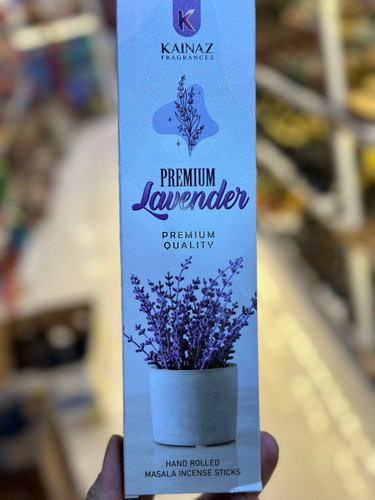 K
KAINAZ
FRAGRANCES
PREMIUM
Lavender
PREMIUM
QUALITY
HAND ROLLED
MASALA INCENSE STICKS